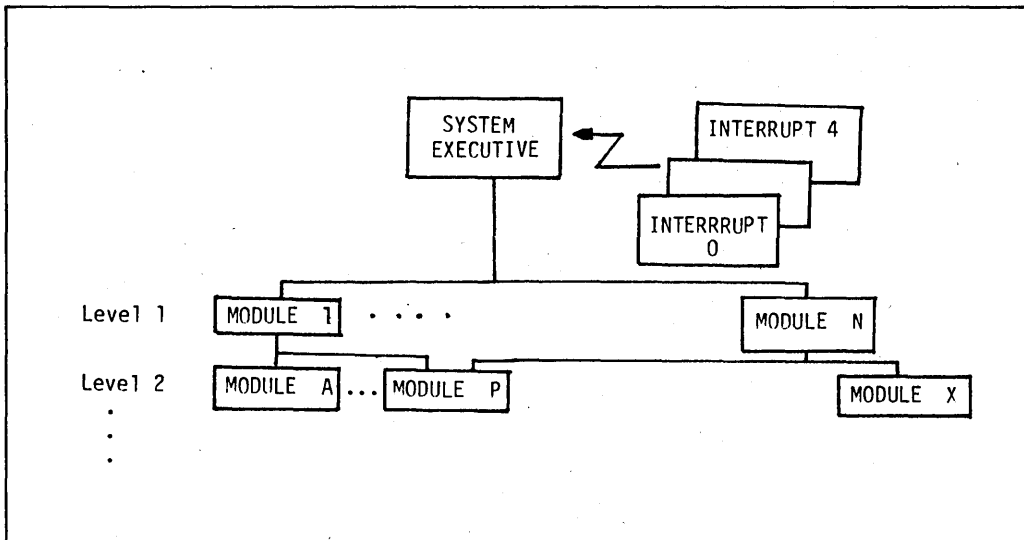 SYSTEM
EXECUTIVE
INTERRUPT 4
INTERRRUPT
0
Level 1
MODULE 1
. . . .
MODULE N
Level 2
MODULE A
...
MODULE P
MODULE X
.
.
.